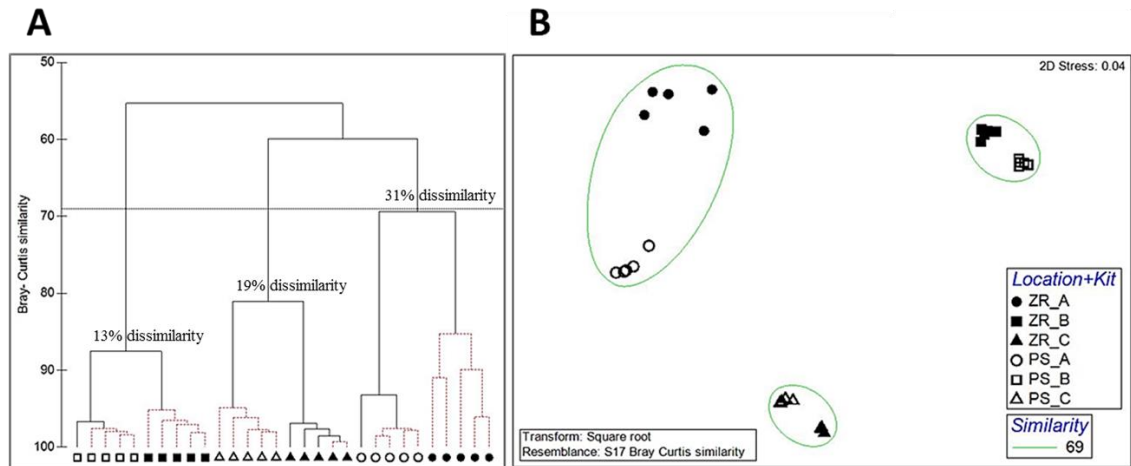 A
B
50
60
70
80
90
100
Bray- Curtis similarity
31% dissimilarity
19% dissimilarity
13% dissimilarity
2D Stress: 0.04
Location+Kit
ZR_A
ZR_B
ZR_C
PS_A
PS_B
PS_C
Similarity
69
Transform: Square root
Resemblance: S17 Bray Curtis similarity